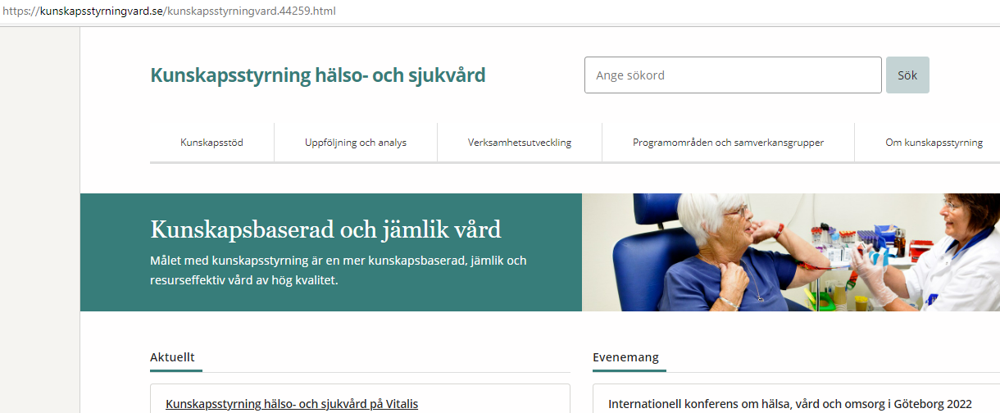 https://kunskapsstyrningvard.se/kunskapsstyrningvard.44259.html
Kunskapsstyrning hälso- och sjukvård
Ange sökord
Sök
Kunskapsstöd
Uppföljning och analys
Verksamhetsutveckling
Programområden och samverkansgrupper
Om kunskapsstyrning
Kunskapsbaserad och jämlik vård
Målet med kunskapsstyrning är en mer kunskapsbaserad, jämlik och
resurseffektiv vård av hög kvalitet.
Aktuellt
Evenemang
Kunskapsstyrning hälso- och sjukvård på Vitalis
Internationell konferens om hälsa, vård och omsorg i Göteborg 2022